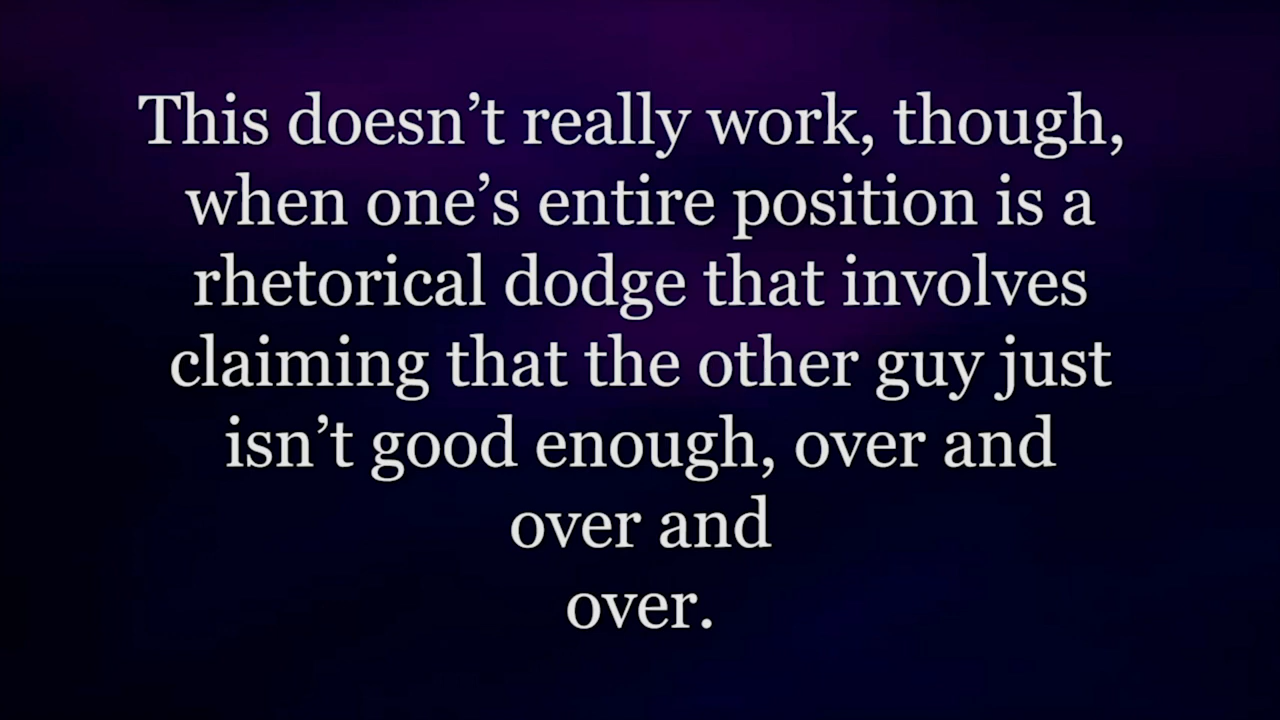 This doesn’t really work, though,
when one’s entire position is a
rhetorical dodge that involves
claiming that the other guy just
isn’t good enough, over and
over and
over.